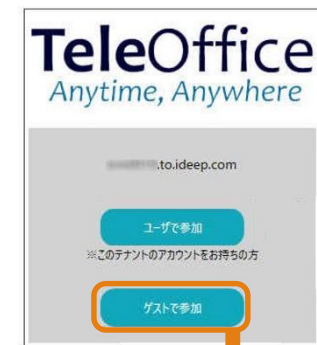 TeleOffice
Anytime, Anywhere
.to.ideep.com
ユーザで参加
※このテナントのアカウントをお持ちの方
ゲストで参加